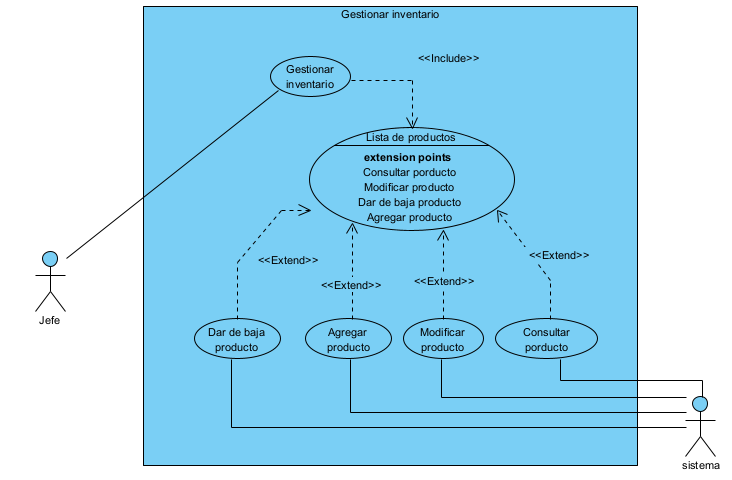 Gestionar inventario
<<Include>>
Gestionar
inventario
Lista de productos
extension points
Consultar porducto
Modificar producto
Dar de baja producto
Agregar producto
<<Extend>>
<<Extend>>
<<Extend>>
<<Extend>>
Jefe
Dar de baja
producto
Agregar
producto
Modificar
producto
Consultar
porducto
sistema